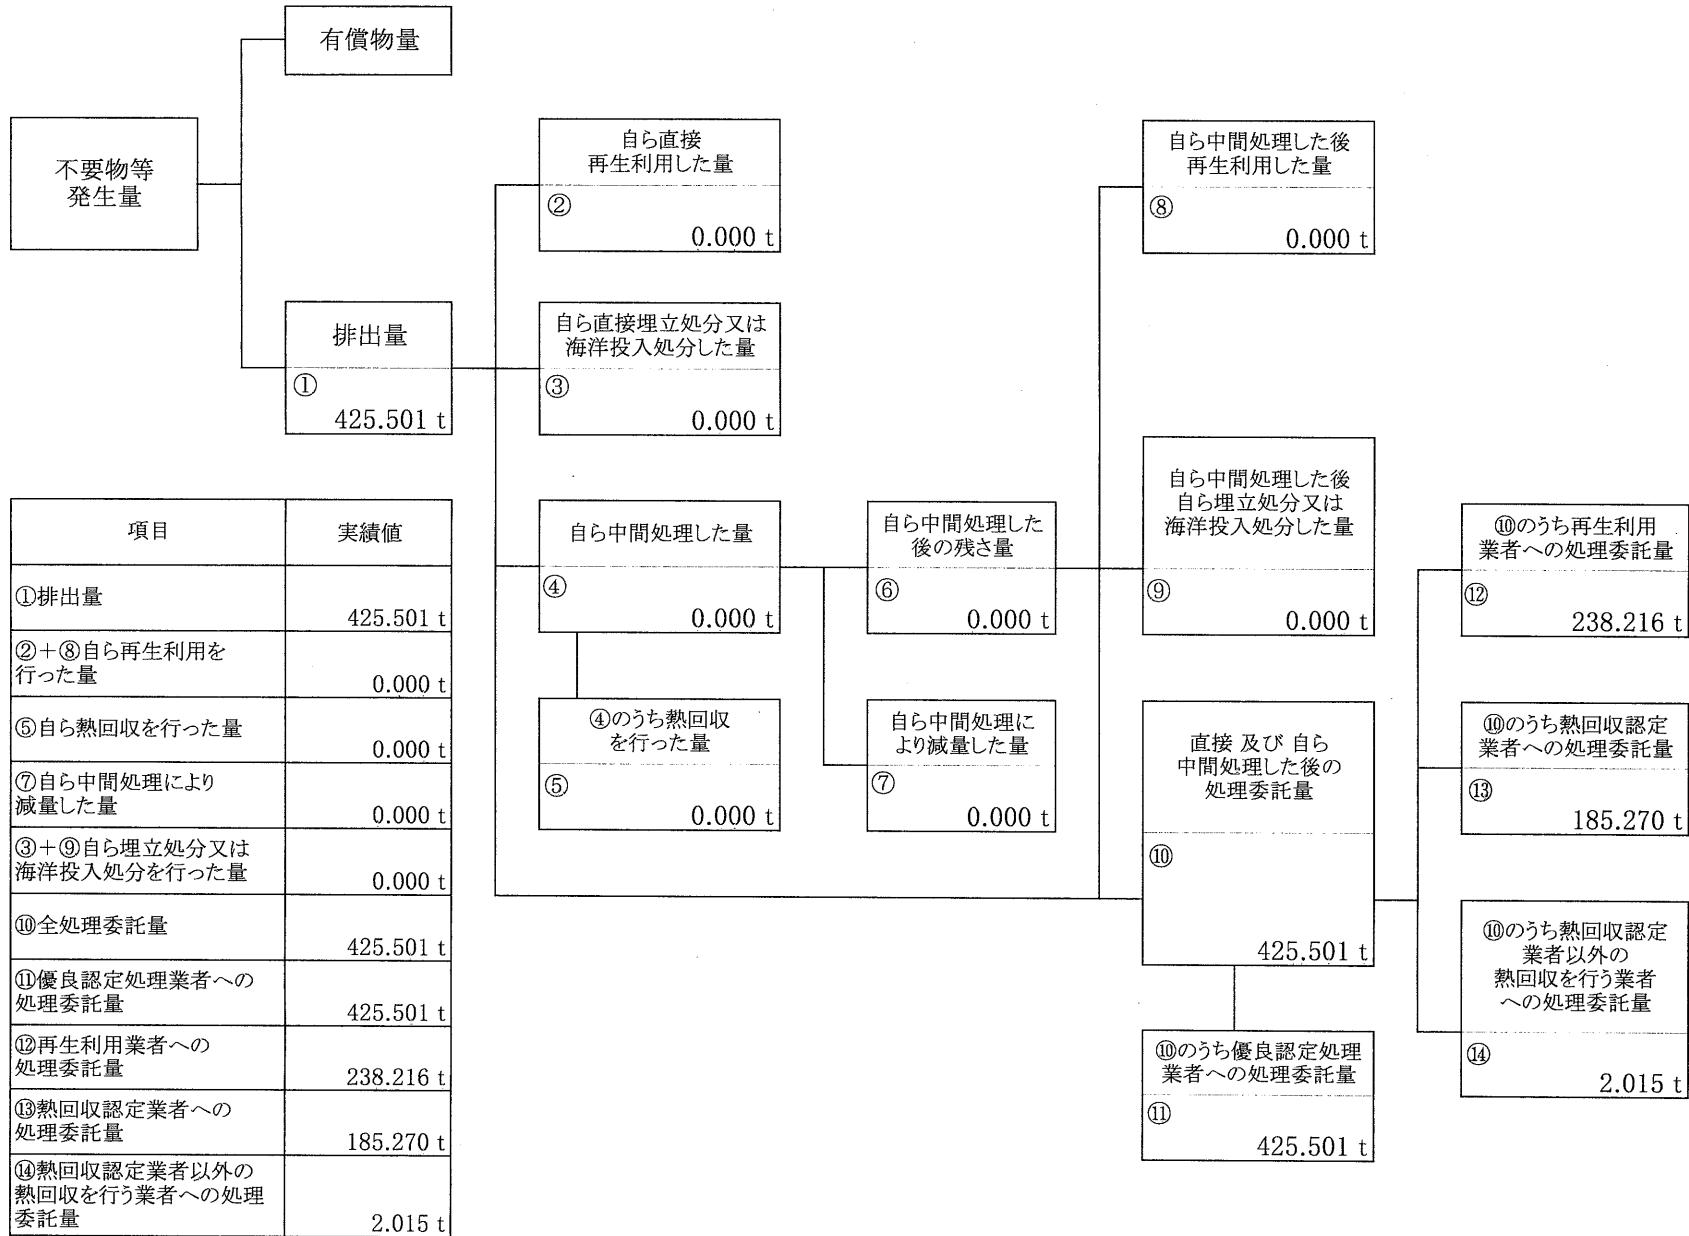 有償物量
不要物等
発生量
排出量
①
425.501 t
自ら直接
再生利用した量
②
0.000 t
自ら直接埋立処分又は
海洋投入処分した量
③
0.000 t
自ら中間処理した量
④
0.000 t
④のうち熱回収
を行った量
⑤
0.000 t
自ら中間処理した
後の残さ量
⑥
0.000 t
自ら中間処理に
より減量した量
⑦
0.000 t
自ら中間処理した後
再生利用した量
⑧
0.000 t
自ら中間処理した後
自ら埋立処分又は
海洋投入処分した量
⑨
0.000 t
直接 及び 自ら
中間処理した後の
処理委託量
⑩
425.501 t
⑩のうち優良認定処理
業者への処理委託量
⑪
425.501 t
⑩のうち再生利用
業者への処理委託量
⑫
238.216 t
⑩のうち熱回収認定
業者への処理委託量
⑬
185.270 t
⑩のうち熱回収認定
業者以外の
熱回収を行う業者
への処理委託量
⑭
2.015 t
項目 実績値
①排出量
425.501 t
②＋⑧自ら再生利用を
行った量
0.000 t
⑤自ら熱回収を行った量
0.000 t
⑦自ら中間処理により
減量した量
0.000 t
③＋⑨自ら埋立処分又は
海洋投入処分を行った量
0.000 t
⑩全処理委託量
425.501 t
⑪優良認定処理業者への
処理委託量
425.501 t
⑫再生利用業者への
処理委託量
238.216 t
⑬熱回収認定業者への
処理委託量
185.270 t
⑭熱回収認定業者以外の
熱回収を行う業者への処理
委託量
2.015 t